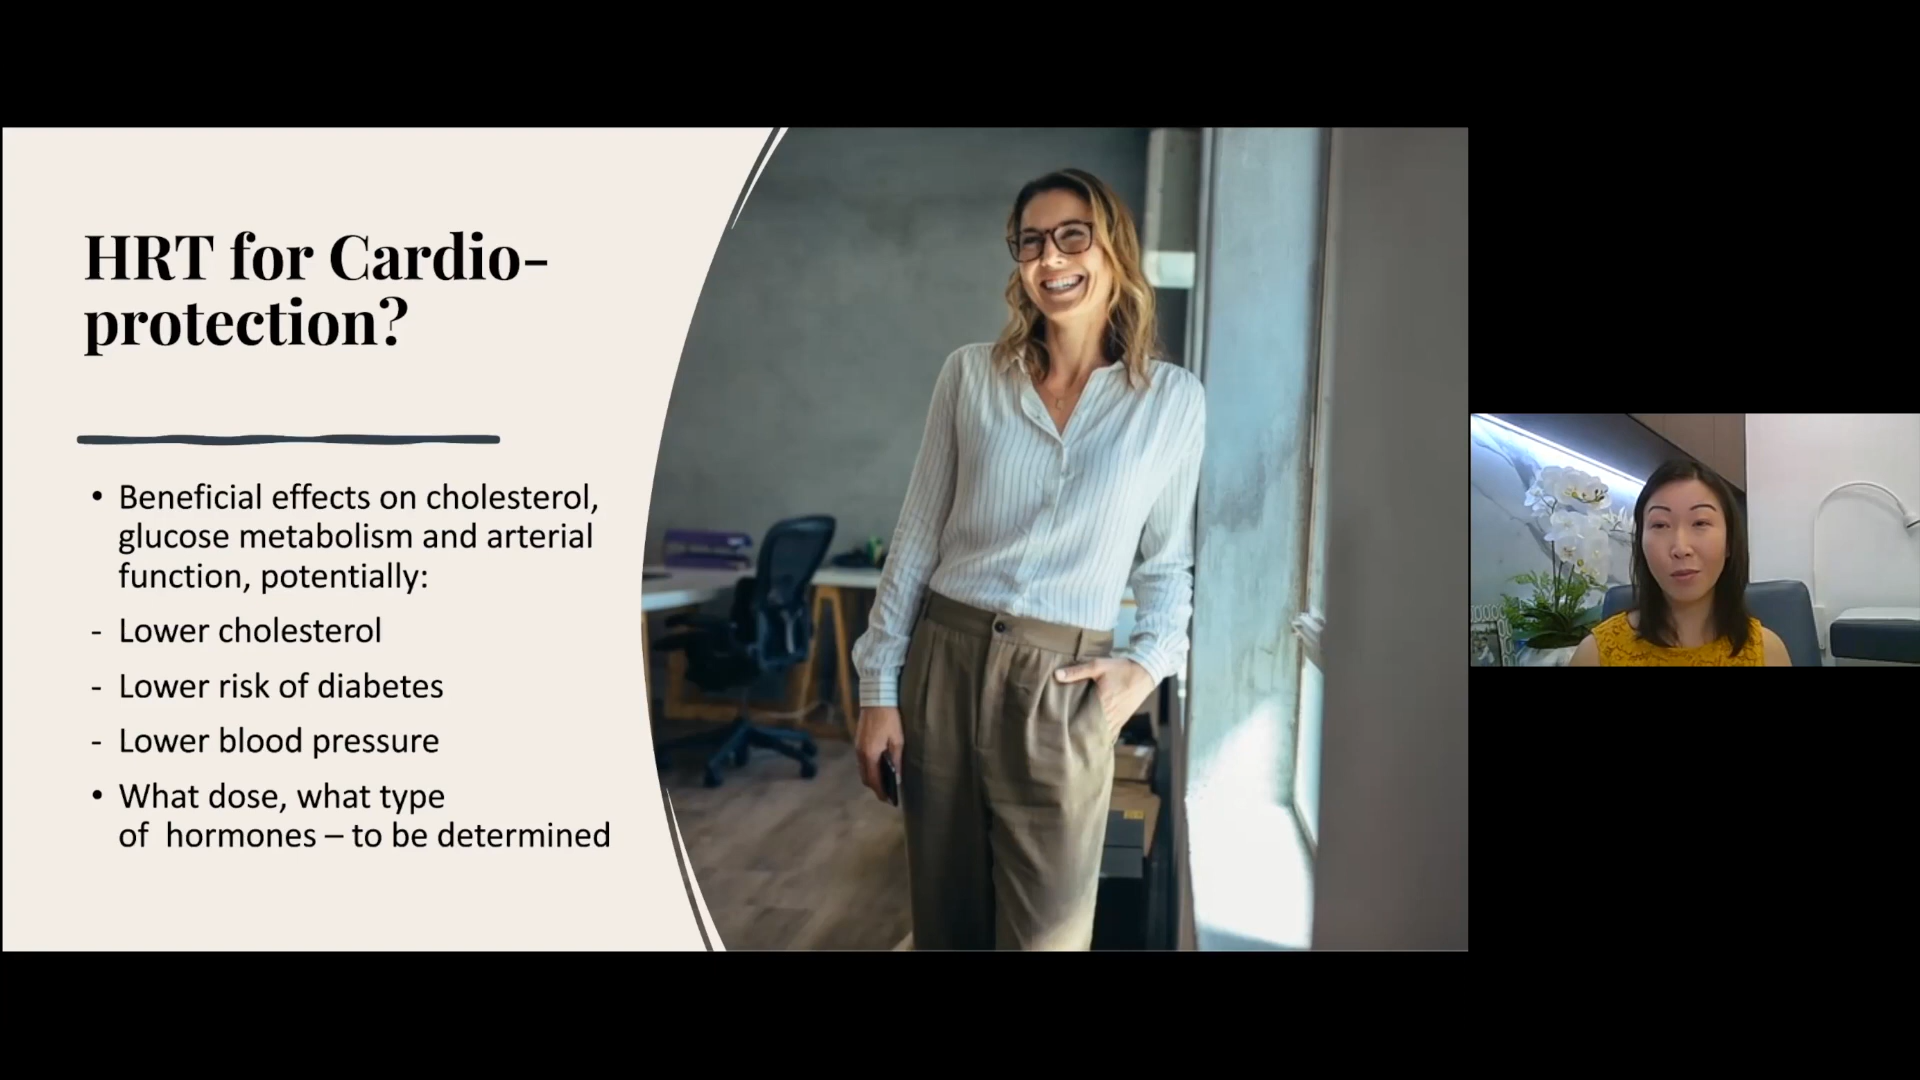 HRT for Cardio-
protection?
• Beneficial effects on cholesterol,
glucose metabolism and arterial
function, potentially:
- Lower cholesterol
- Lower risk of diabetes
- Lower blood pressure
• What dose, what type
of  hormones – to be determined